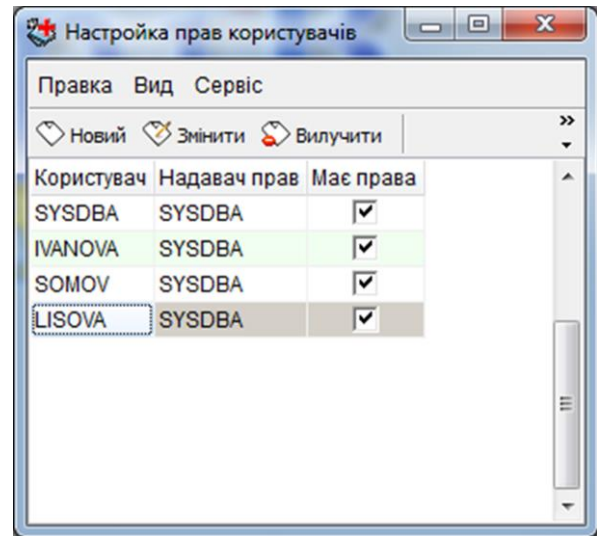 Настройка прав користувачів
Правка Вид Сервіс
Новий Змінити Вилучити
Користувач Надавач прав Має права
SYSDBA SYSDBA
IVANOVA SYSDBA
SOMOV SYSDBA
LISOVA SYSDBA